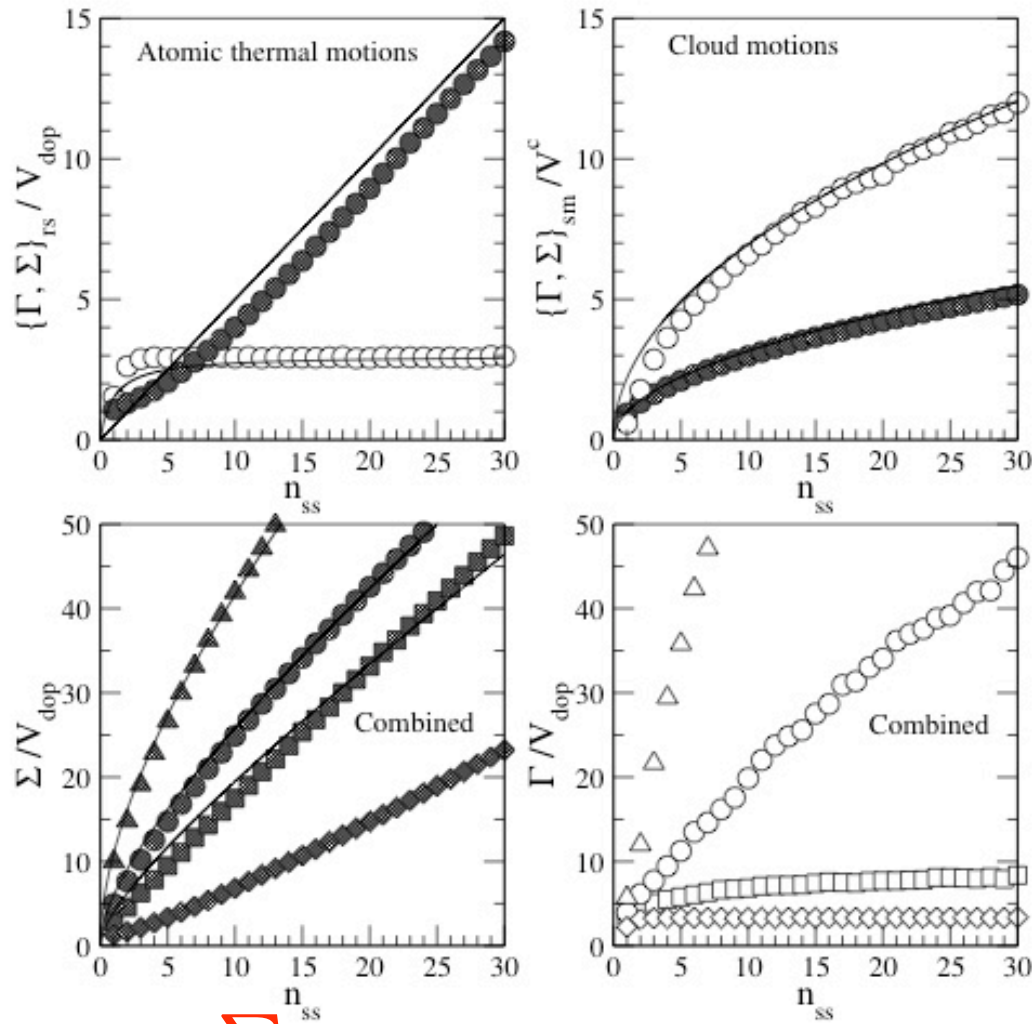 Atomic thermal motions
{Γ, Σ}rs / Vdop
15
10
5
0
0 5 10 15 20 25 30
nss
Cloud motions
{Γ, Σ}sm /Vc
15
10
5
0
0 5 10 15 20 25 30
nss
Combined
Σ /Vdop
50
40
30
20
10
0
0 5 10 15 20 25 30
nss
Combined
Γ /Vdop
50
40
30
20
10
0
0 5 10 15 20 25 30
nss
Σ